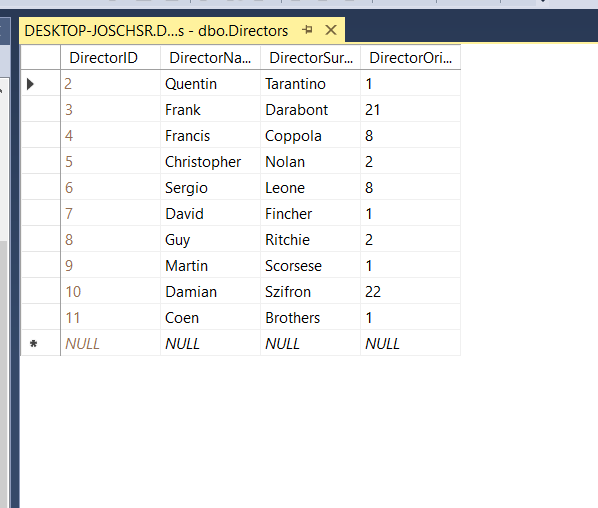 DESKTOP-JOSCHSR.D...s - dbo.Directors
DirectorID DirectorNa... DirectorSur... DirectorOri...
2 Quentin Tarantino 1
3 Frank Darabont 21
4 Francis Coppola 8
5 Christopher Nolan 2
6 Sergio Leone 8
7 David Fincher 1
8 Guy Ritchie 2
9 Martin Scorsese 1
10 Damian Szifron 22
11 Coen Brothers 1
* NULL NULL NULL NULL